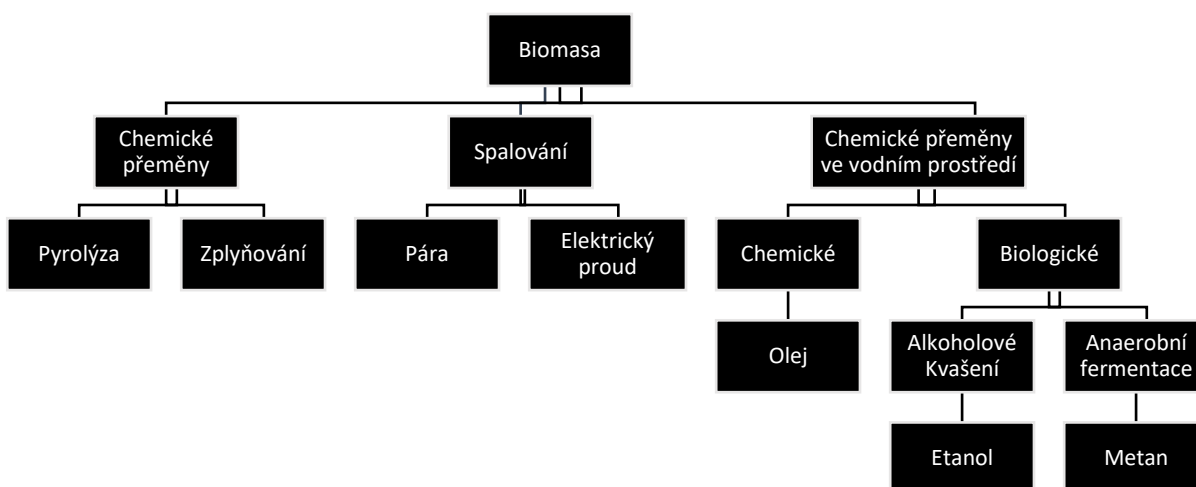 Biomasa
Chemické
přeměny
Spalování
Chemické přeměny
ve vodním prostředí
Pyrolýza
Zplyňování
Pára
Elektrický
proud
Chemické
Biologické
Olej
Alkoholové
Kvašení
Anaerobní
fermentace
Etanol
Metan